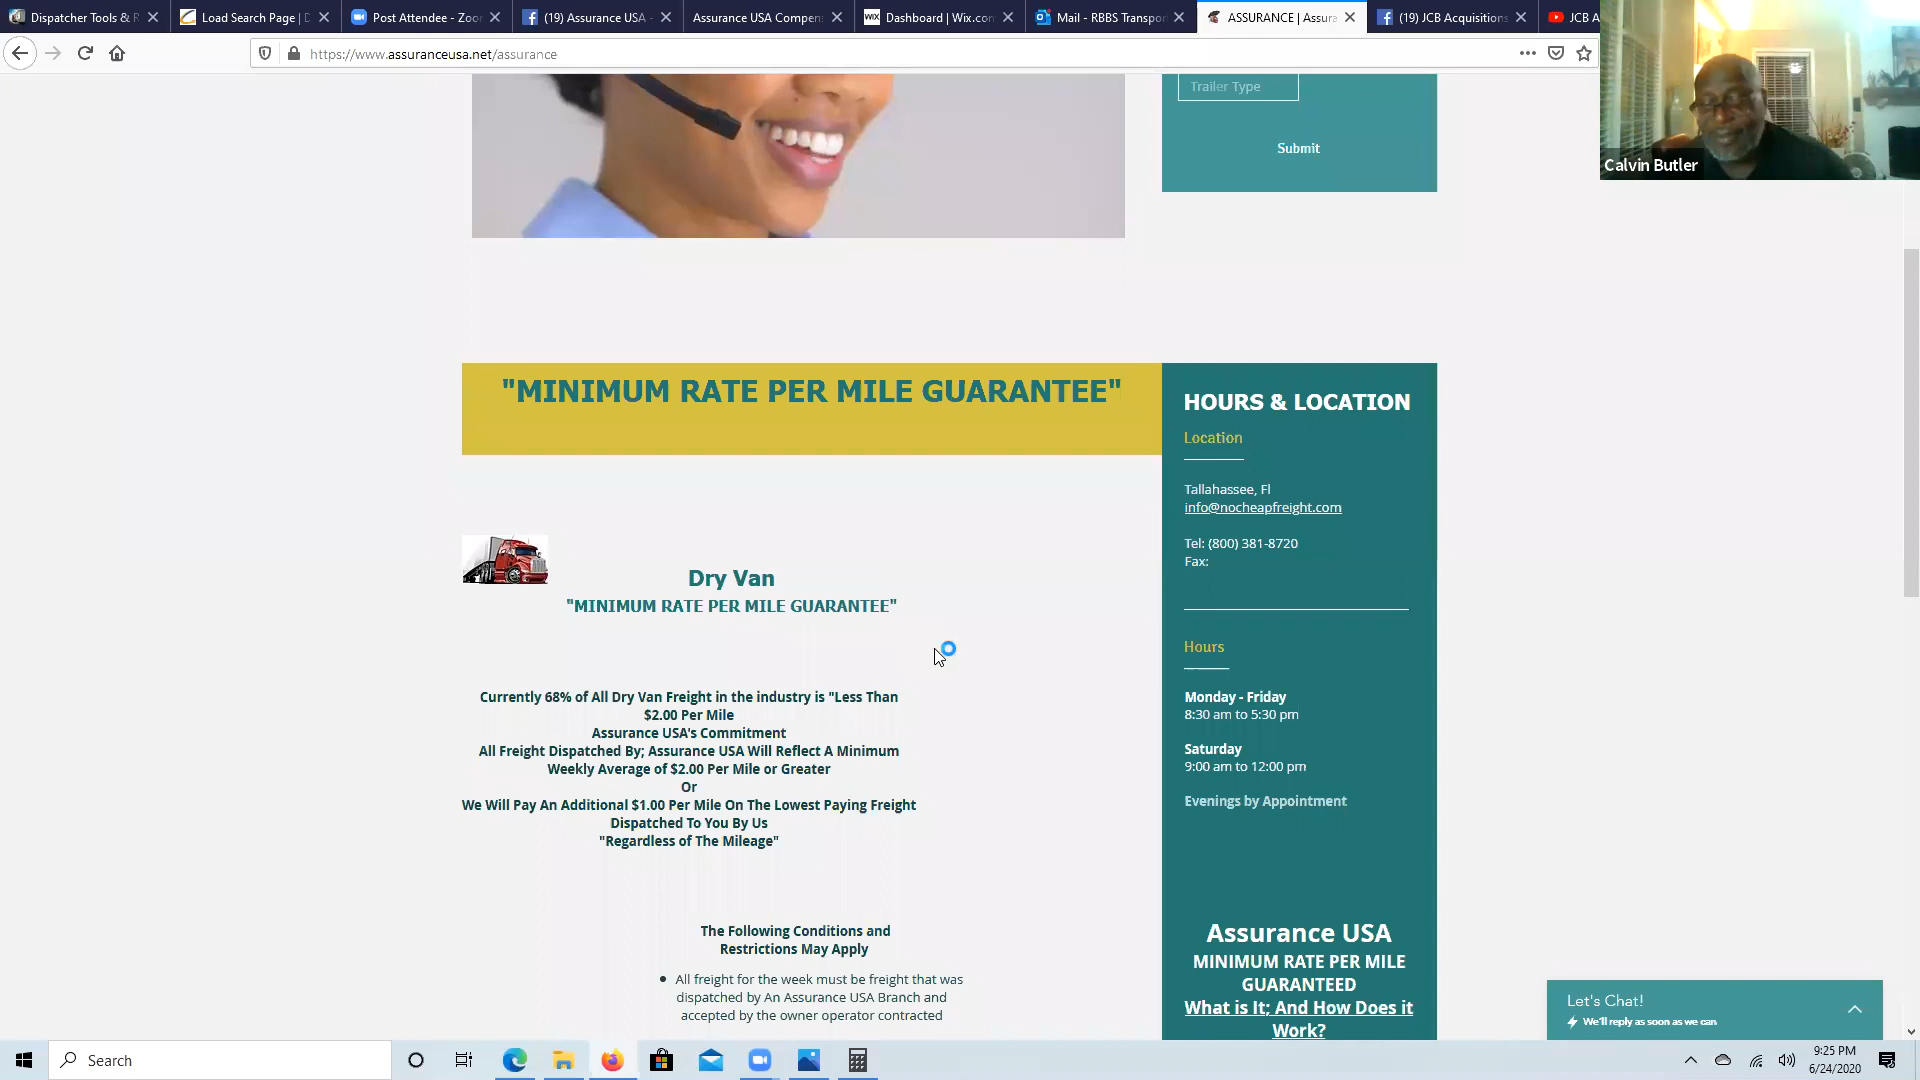 Dispatcher Tools & R
Load Search Page | D
Post Attendee - Zoom
(19) Assurance USA -
Assurance USA Compen
Dashboard | Wix.com
Mail - RBBS Transpor
ASSURANCE | Assura
(19) JCB Acquisitions
JCB A
https://www.assuranceusa.net/assurance
Trailer Type
Submit
Calvin Butler
"MINIMUM RATE PER MILE GUARANTEE"
Dry Van
"MINIMUM RATE PER MILE GUARANTEE"
Currently 68% of All Dry Van Freight in the industry is "Less Than
$2.00 Per Mile
Assurance USA's Commitment
All Freight Dispatched By; Assurance USA Will Reflect A Minimum
Weekly Average of $2.00 Per Mile or Greater
Or
We Will Pay An Additional $1.00 Per Mile On The Lowest Paying Freight
Dispatched To You By Us
"Regardless of The Mileage"
The Following Conditions and
Restrictions May Apply
• All freight for the week must be freight that was
dispatched by An Assurance USA Branch and
accepted by the owner operator contracted
HOURS & LOCATION
Location
Tallahassee, Fl
info@nocheapfreight.com
Tel: (800) 381-8720
Fax:
Hours
Monday - Friday
8:30 am to 5:30 pm
Saturday
9:00 am to 12:00 pm
Evenings by Appointment
Assurance USA
MINIMUM RATE PER MILE
GUARANTEED
What is It; And How Does it
Work?
Let's Chat!
We'll reply as soon as we can
Search
9:25 PM
6/24/2020